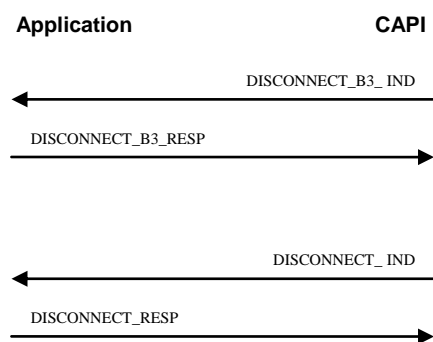 Application CAPI
DISCONNECT_B3_ IND
DISCONNECT_B3_RESP
DISCONNECT_ IND
DISCONNECT_RESP